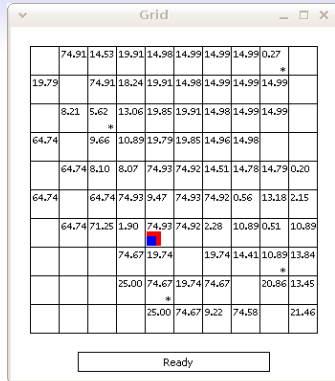 Grid
74.91 14.53 19.91 14.98 14.99 14.99 14.99 0.27
*
19.79 74.91 18.24 19.91 14.98 14.99 14.99 14.99
8.21 5.62 13.06 19.85 19.91 14.98 14.99 14.99
*
64.74 9.66 10.89 19.79 19.85 14.96 14.98
64.74 8.10 8.07 74.93 74.92 14.51 14.78 14.79 0.20
64.74 64.74 74.93 9.47 74.93 74.92 0.56 13.18 2.15
64.74 71.25 1.90 74.93 74.92 2.28 10.89 0.51 10.89
74.67 19.74 19.74 14.41 10.89 13.84
*
25.00 74.67 19.74 74.67 20.86 13.45
*
25.00 74.67 9.22 74.58 21.46
Ready